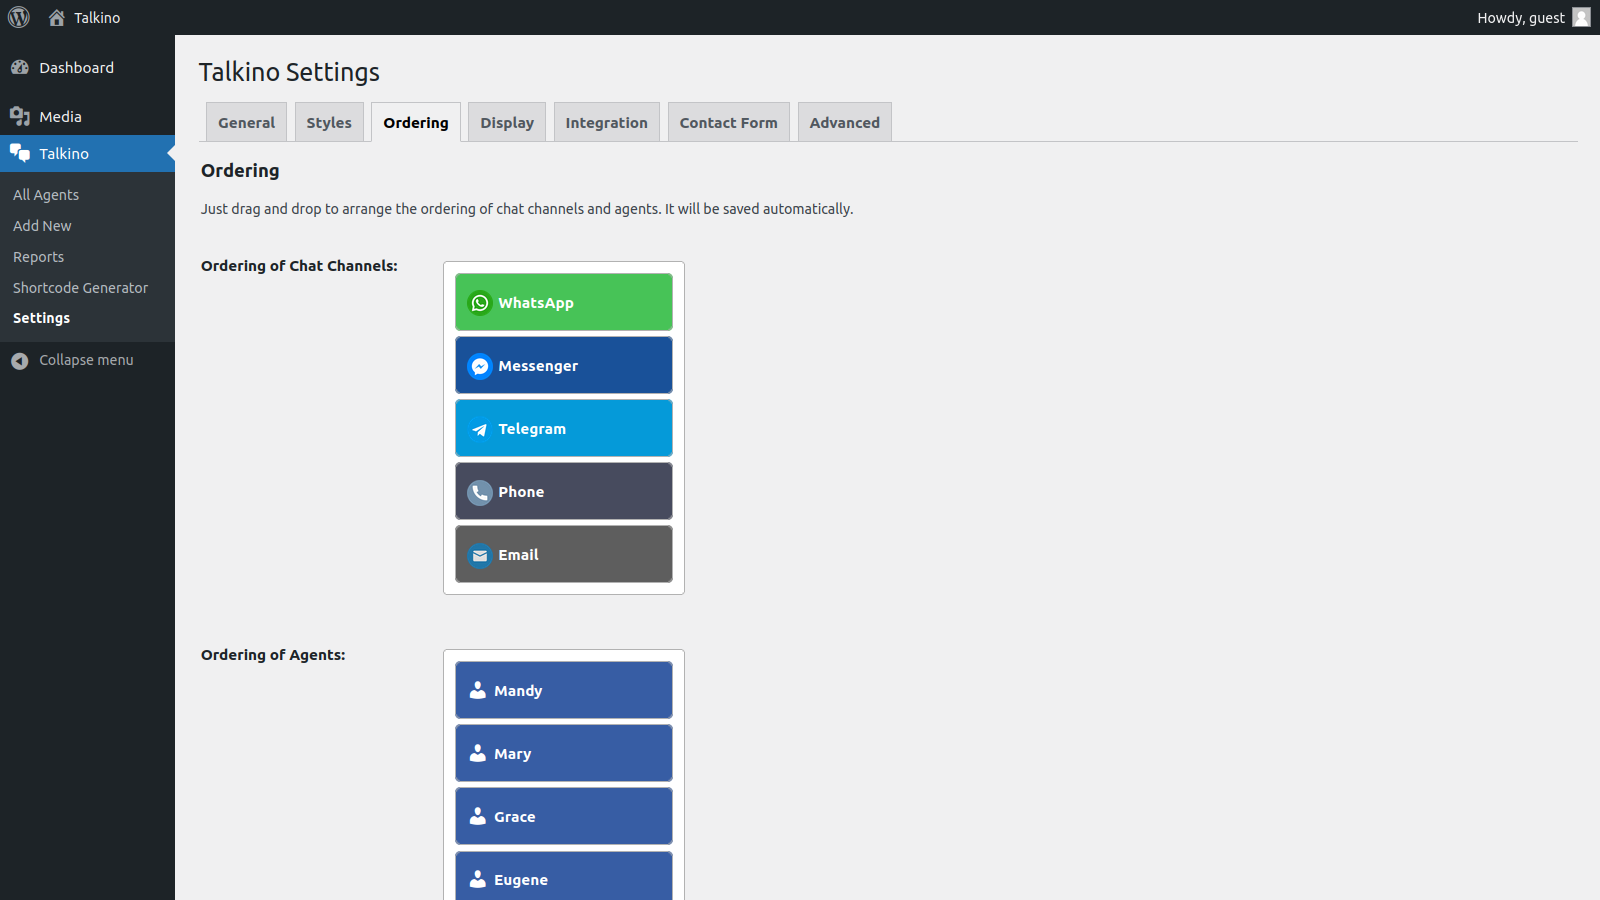 Talkino
Howdy, guest
Dashboard
Media
Talkino
All Agents
Add New
Reports
Shortcode Generator
Settings
Collapse menu
Talkino Settings
General
Styles
Ordering
Display
Integration
Contact Form
Advanced
Ordering
Just drag and drop to arrange the ordering of chat channels and agents. It will be saved automatically.
Ordering of Chat Channels:
WhatsApp
Messenger
Telegram
Phone
Email
Ordering of Agents:
Mandy
Mary
Grace
Eugene